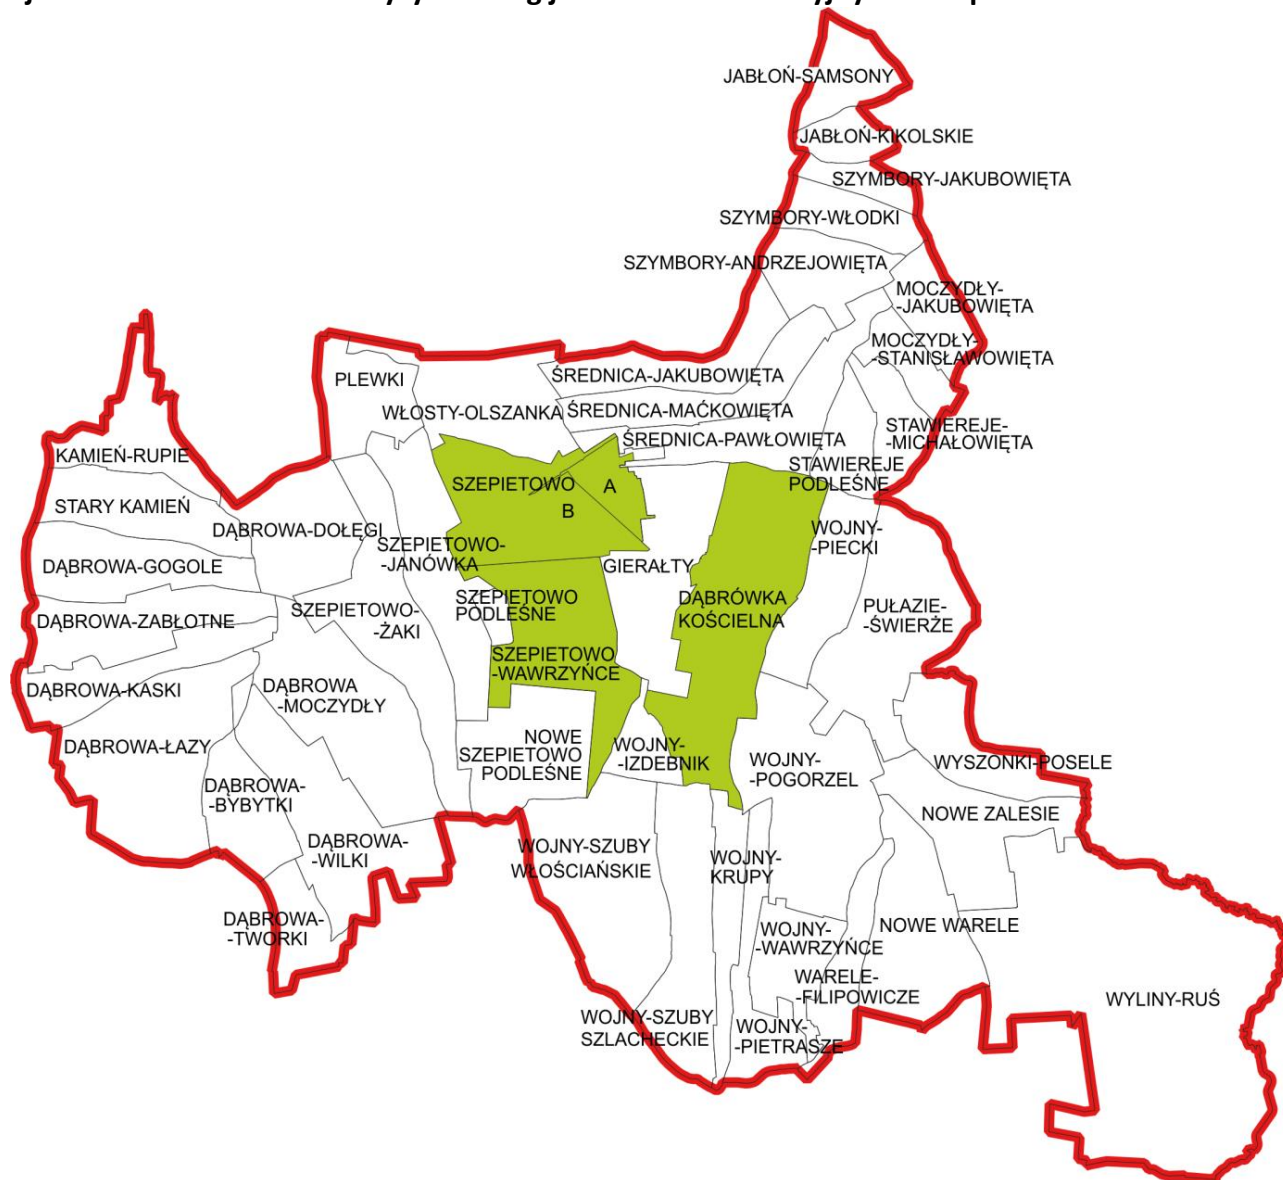 JABŁOŃ-SAMSONY
JABŁOŃ-KIKOLSKIE
SZYMBORY-JAKUBOWIĘTA
SZYMBORY-WŁODKI
SZYMBORY-ANDRZEJOWIĘTA
MOCZYDŁY-
-JAKUBOWIĘTA
MOCZYDŁY-
-STANISŁAWOWIĘTA
PLEWKI
ŚREDNICA-JAKUBOWIĘTA
WŁOSTY-OLSZANKA
ŚREDNICA-MAĆKOWIĘTA
ŚREDNICA-PAWŁOWIĘTA
STAWIEREJE-
-MICHAŁOWIĘTA
STAWIEREJE
PODLEŚNE
KAMIEŃ-RUPIE
STARY KAMIEŃ
SZEPIETOWO
A
B
DĄBROWA-DOŁĘGI
SZEPIETOWO-
-JANÓWKA
WOJNY-
-PIECKI
DĄBROWA-GOGOLE
GIERAŁTY
DĄBROWA-ZABŁOTNE
SZEPIETOWO-
-ŻAKI
SZEPIETOWO
PODLEŚNE
DĄBRÓWKA
KOŚCIELNA
PUŁAZIE-
-ŚWIERŻE
SZEPIETOWO
-WAWRZYŃCE
DĄBROWA-KASKI
DĄBROWA
-MOCZYDŁY
DĄBROWA-ŁAZY
NOWE
SZEPIETOWO
PODLEŚNE
WOJNY-
-IZDEBNIK
WOJNY-
-POGORZEL
WYSZONKI-POSELE
DĄBROWA-
-BYBYTKI
NOWE ZALESIE
DĄBROWA-
-WILKI
WOJNY-SZUBY
WŁOŚCIAŃSKIE
WOJNY-
-KRUPY
DĄBROWA-
-TWORKI
WOJNY-
-WAWRZYŃCE
NOWE WARELE
WARELE-
-FILIPOWICZE
WYLINY-RUŚ
WOJNY-SZUBY
SZLACHECKIE
WOJNY-
-PIETRASZE